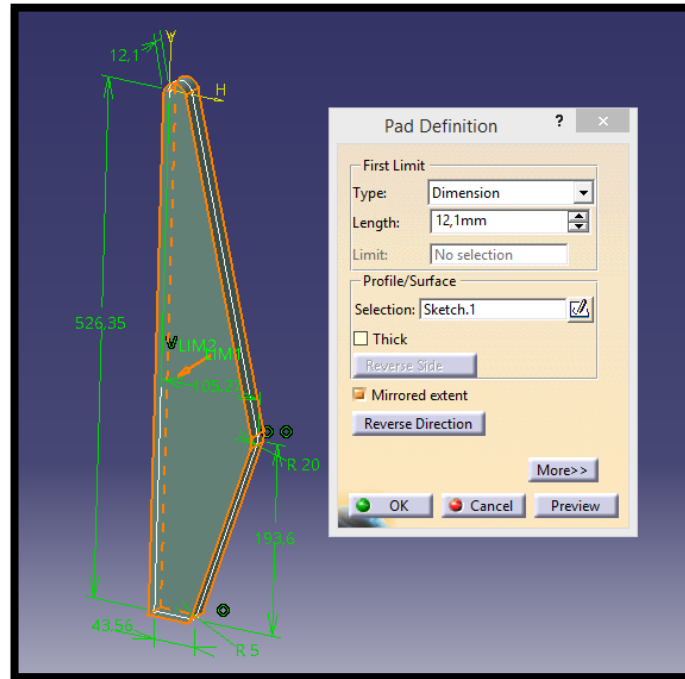 12,1
H
526,35
LIM2
LIM1
R 20
193,6
43,56
R 5
Pad Definition
? ×
First Limit
Type: Dimension
Length: 12,1mm
Limit: No selection
Profile/Surface
Selection: Sketch.1
Thick
Reverse Side
Mirrored extent
Reverse Direction
More>>
OK Cancel Preview